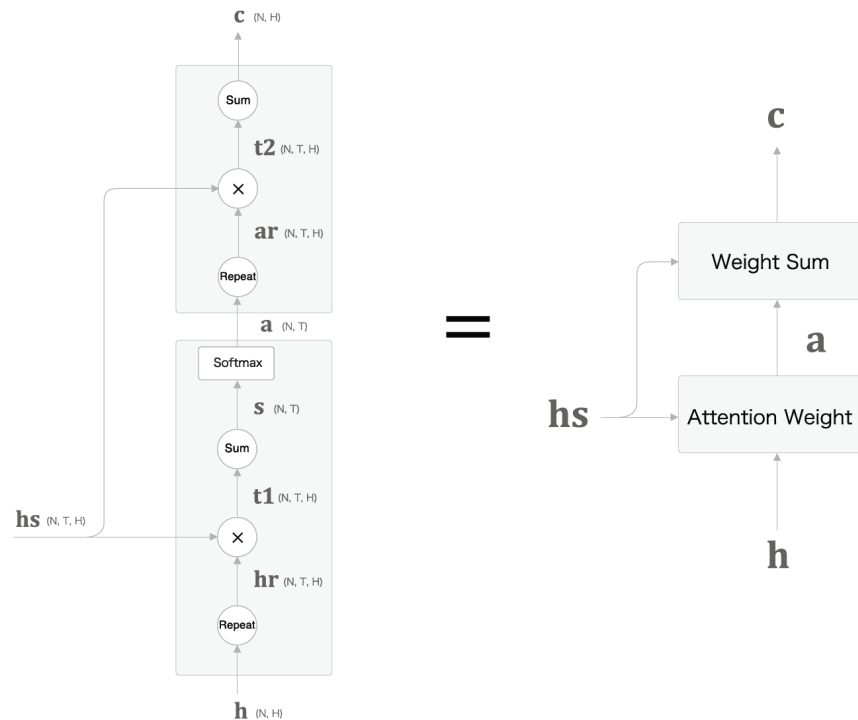 c (N, H)
Sum
t2 (N, T, H)
×
ar (N, T, H)
Repeat
a (N, T)
Softmax
s (N, T)
Sum
t1 (N, T, H)
hs (N, T, H)
×
hr (N, T, H)
Repeat
h (N, H)
=
c
Weight Sum
a
hs
Attention Weight
h